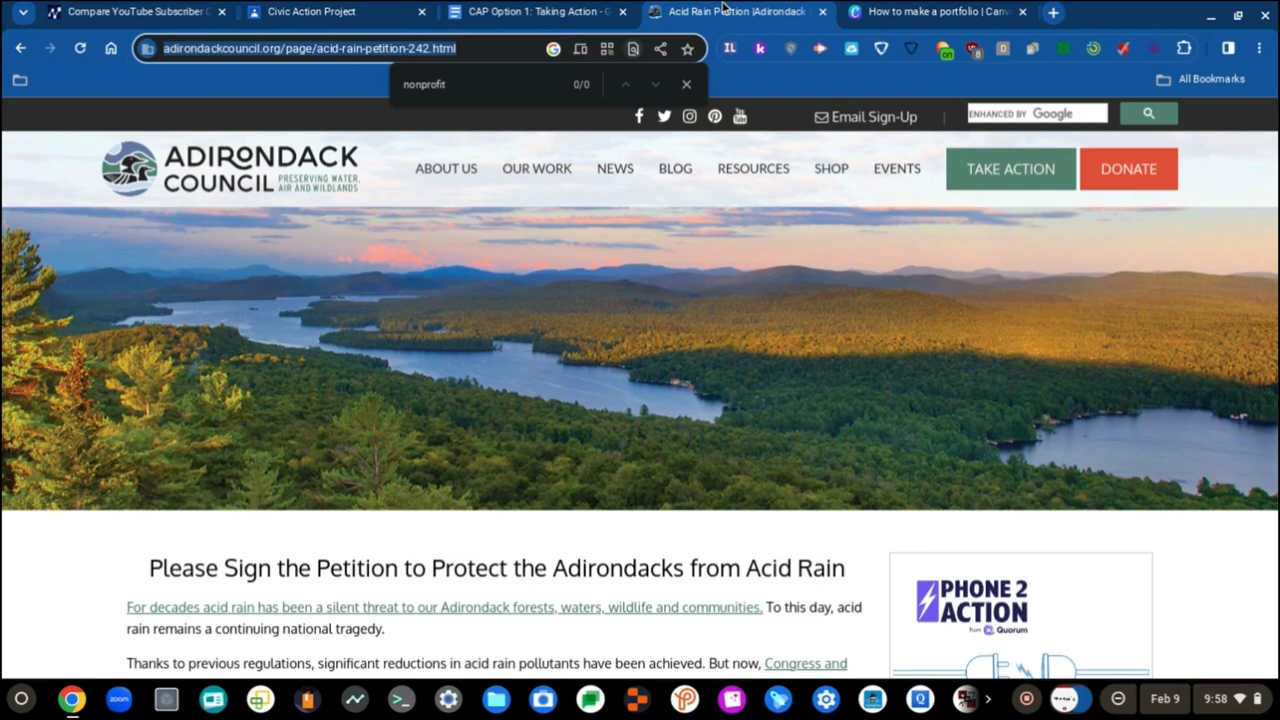 Compare YouTube Subscriber C
Civic Action Project
CAP Option 1: Taking Action - G
Acid Rain Petition |Adirondack
How to make a portfolio | Canv
adirondackcouncil.org/page/acid-rain-petition-242.html
nonprofit 0/0
All Bookmarks
Email Sign-Up
ENHANCED BY Google
ADIRONDACK
COUNCIL
PRESERVING WATER,
AIR AND WILDLANDS
ABOUT US OUR WORK NEWS BLOG RESOURCES SHOP EVENTS TAKE ACTION DONATE
Please Sign the Petition to Protect the Adirondacks from Acid Rain
For decades acid rain has been a silent threat to our Adirondack forests, waters, wildlife and communities. To this day, acid
rain remains a continuing national tragedy.
Thanks to previous regulations, significant reductions in acid rain pollutants have been achieved. But now, Congress and
PHONE 2
ACTION
from Quorum
zoom
Feb 9 9:58